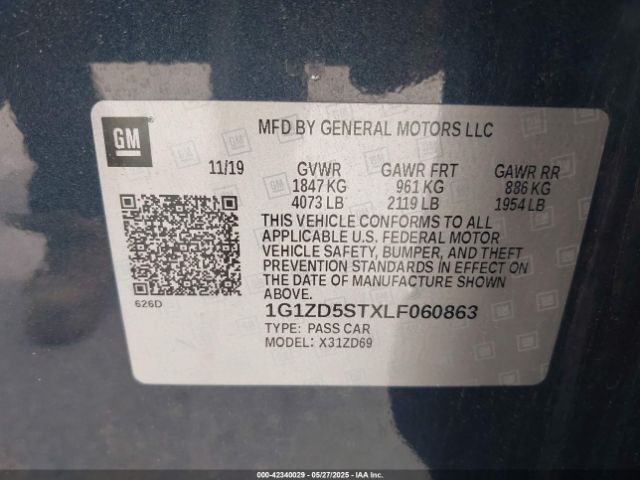 GM
MFD BY GENERAL MOTORS LLC
11/19 GVWR GAWR FRT GAWR RR
1847 KG 961 KG 886 KG
4073 LB 2119 LB 1954 LB
THIS VEHICLE CONFORMS TO ALL
APPLICABLE U.S. FEDERAL MOTOR
VEHICLE SAFETY, BUMPER, AND THEFT
PREVENTION STANDARDS IN EFFECT ON
THE DATE OF MANUFACTURE SHOWN
ABOVE.
626D
1G1ZD5STXLF060863
TYPE: PASS CAR
MODEL: X31ZD69
000-42340029 — 05/27/2025 — IAAI.COM